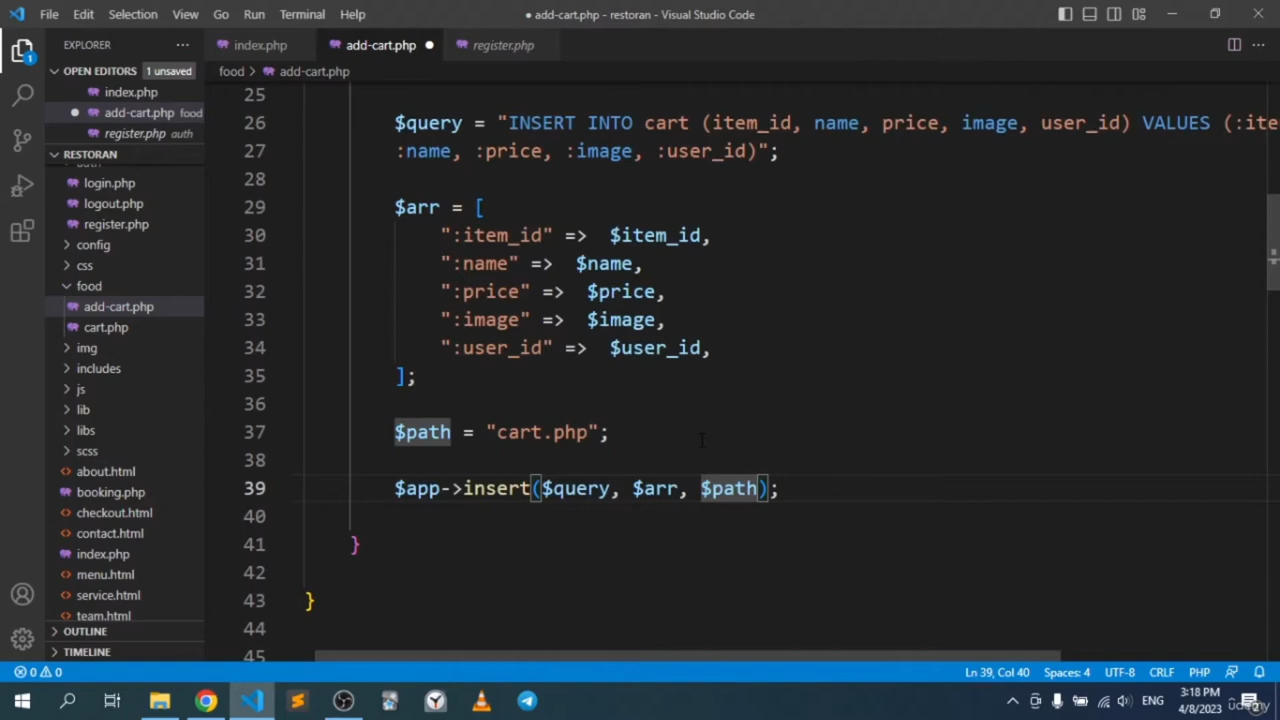 File Edit Selection View Go Run Terminal Help
● add-cart.php - restoran - Visual Studio Code
EXPLORER
index.php
add-cart.php
register.php
OPEN EDITORS 1 unsaved
food > add-cart.php
index.php
add-cart.php food
register.php auth
RESTORAN
login.php
logout.php
register.php
config
css
food
add-cart.php
cart.php
img
includes
js
lib
libs
scss
about.html
booking.php
checkout.html
contact.html
index.php
menu.html
service.html
team.html
OUTLINE
TIMELINE
25
26 $query = "INSERT INTO cart (item_id, name, price, image, user_id) VALUES (:ite
27 :name, :price, :image, :user_id)";
28
29 $arr = [
30 ":item_id" => $item_id,
31 ":name" => $name,
32 ":price" => $price,
33 ":image" => $image,
34 ":user_id" => $user_id,
35 ];
36
37 $path = "cart.php";
38
39 $app->insert($query, $arr, $path);
40
41 }
42
43 }
44
45
0 0 Ln 39, Col 40 Spaces: 4 UTF-8 CRLF PHP
ENG
3:18 PM
4/8/2023
1
udemy